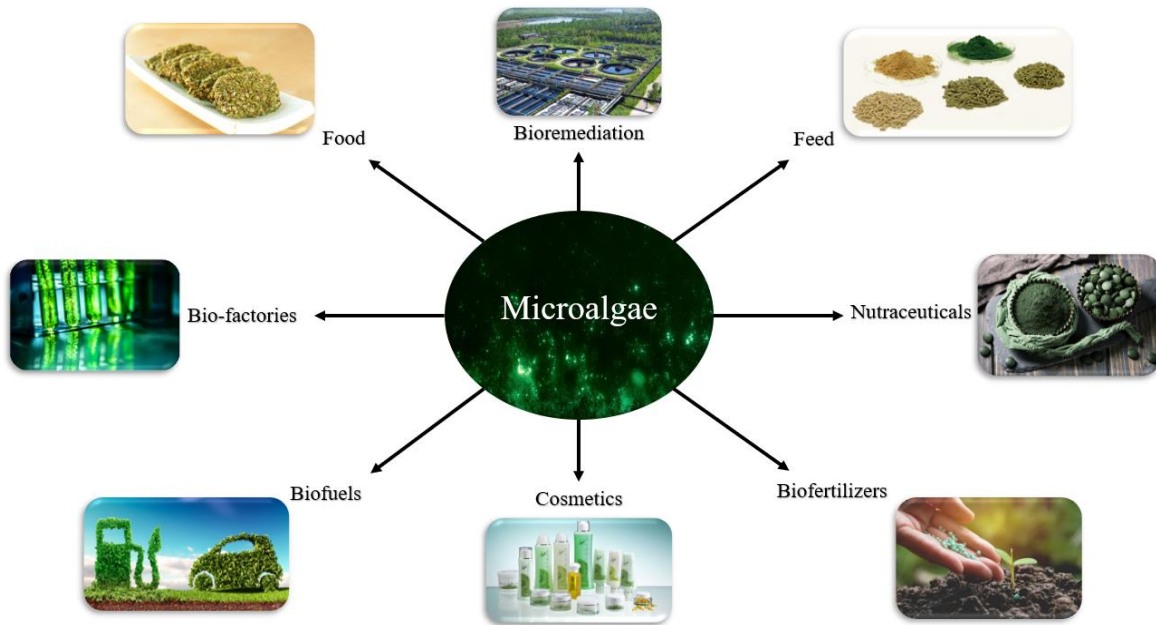 Food
Bioremediation
Feed
Bio-factories
Microalgae
Nutraceuticals
Biofuels
Cosmetics
Biofertilizers